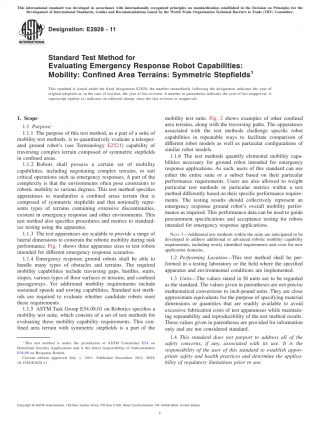 This international standard was developed in accordance with internationally recognized principles on standardization established in the Decision on Principles for the
Development of International Standards, Guides and Recommendations issued by the World Trade Organization Technical Barriers to Trade (TBT) Committee.
Designation: E2828 – 11
Standard Test Method for
Evaluating Emergency Response Robot Capabilities:
Mobility: Confined Area Terrains: Symmetric Stepfields¹
This standard is issued under the fixed designation E2828; the number immediately following the designation indicates the year of
original adoption or, in the case of revision, the year of last revision. A number in parentheses indicates the year of last reapproval. A
superscript epsilon (ε) indicates an editorial change since the last revision or reapproval.
1. Scope
1.1 Purpose:
1.1.1 The purpose of this test method, as a part of a suite of
mobility test methods, is to quantitatively evaluate a teleoper-
ated ground robot's (see Terminology E2521) capability of
traversing complex terrain composed of symmetric stepfields
in confined areas.
1.1.2 Robots shall possess a certain set of mobility
capabilities, including negotiating complex terrains, to suit
critical operations such as emergency responses. A part of the
complexity is that the environments often pose constraints to
robotic mobility to various degrees. This test method specifies
apparatuses to standardize a confined areas terrain that is
composed of symmetric stepfields and that notionally repre-
sents types of terrains containing extensive discontinuities,
existent in emergency response and other environments. This
test method also specifies procedures and metrics to standard-
ize testing using the apparatus.
1.1.3 The test apparatuses are scalable to provide a range of
lateral dimensions to constrain the robotic mobility during task
performance. Fig. 1 shows three apparatus sizes to test robots
intended for different emergency response scenarios.
1.1.4 Emergency response ground robots shall be able to
handle many types of obstacles and terrains. The required
mobility capabilities include traversing gaps, hurdles, stairs,
slopes, various types of floor surfaces or terrains, and confined
passageways. Yet additional mobility requirements include
sustained speeds and towing capabilities. Standard test meth-
ods are required to evaluate whether candidate robots meet
these requirements.
1.1.5 ASTM Task Group E54.08.01 on Robotics specifies a
mobility test suite, which consists of a set of test methods for
evaluating these mobility capability requirements. This con-
fined area terrain with symmetric stepfields is a part of the
¹ This test method is under the jurisdiction of ASTM Committee E54 on
Homeland Security Applications and is the direct responsibility of Subcommittee
E54.09 on Response Robots.
Current edition approved July 1, 2011. Published December 2011. DOI:
10.1520/E2828-11.
mobility test suite. Fig. 2 shows examples of other confined
area terrains, along with the traversing paths. The apparatuses
associated with the test methods challenge specific robot
capabilities in repeatable ways to facilitate comparison of
different robot models as well as particular configurations of
similar robot models.
1.1.6 The test methods quantify elemental mobility capa-
bilities necessary for ground robot intended for emergency
response applications. As such, users of this standard can use
either the entire suite or a subset based on their particular
performance requirements. Users are also allowed to weight
particular test methods or particular metrics within a test
method differently based on their specific performance require-
ments. The testing results should collectively represent an
emergency response ground robot's overall mobility perfor-
mance as required. This performance data can be used to guide
procurement specifications and acceptance testing for robots
intended for emergency response applications.
NOTE 1—Additional test methods within the suite are anticipated to be
developed to address additional or advanced robotic mobility capability
requirements, including newly identified requirements and even for new
application domains.
1.2 Performing Location—This test method shall be per-
formed in a testing laboratory or the field where the specified
apparatus and environmental conditions are implemented.
1.3 Units—The values stated in SI units are to be regarded
as the standard. The values given in parentheses are not precise
mathematical conversions to inch-pound units. They are close
approximate equivalents for the purpose of specifying material
dimensions or quantities that are readily available to avoid
excessive fabrication costs of test apparatuses while maintain-
ing repeatability and reproducibility of the test method results.
These values given in parentheses are provided for information
only and are not considered standard.
1.4 This standard does not purport to address all of the
safety concerns, if any, associated with its use. It is the
responsibility of the user of this standard to establish appro-
priate safety and health practices and determine the applica-
bility of regulatory limitations prior to use.
Copyright © ASTM International, 100 Barr Harbor Drive, PO Box C700, West Conshohocken, PA 19428-2959. United States
1